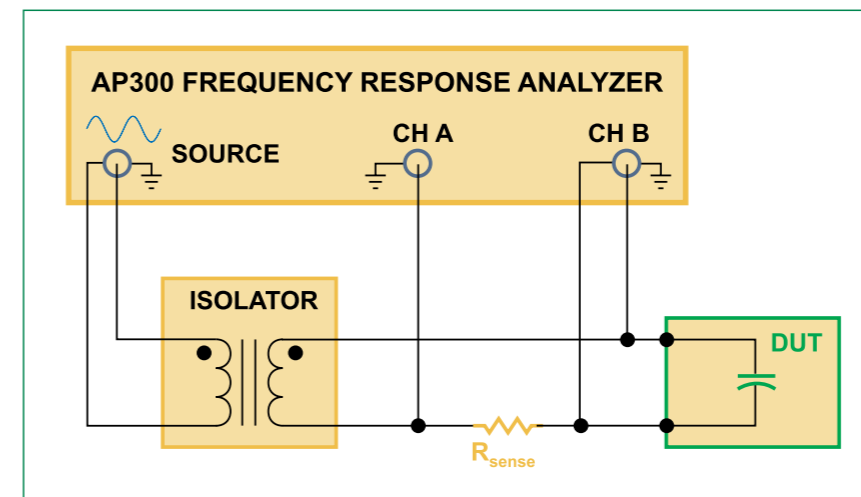 AP300 FREQUENCY RESPONSE ANALYZER
SOURCE
CH A
CH B
ISOLATOR
DUT
Rsense